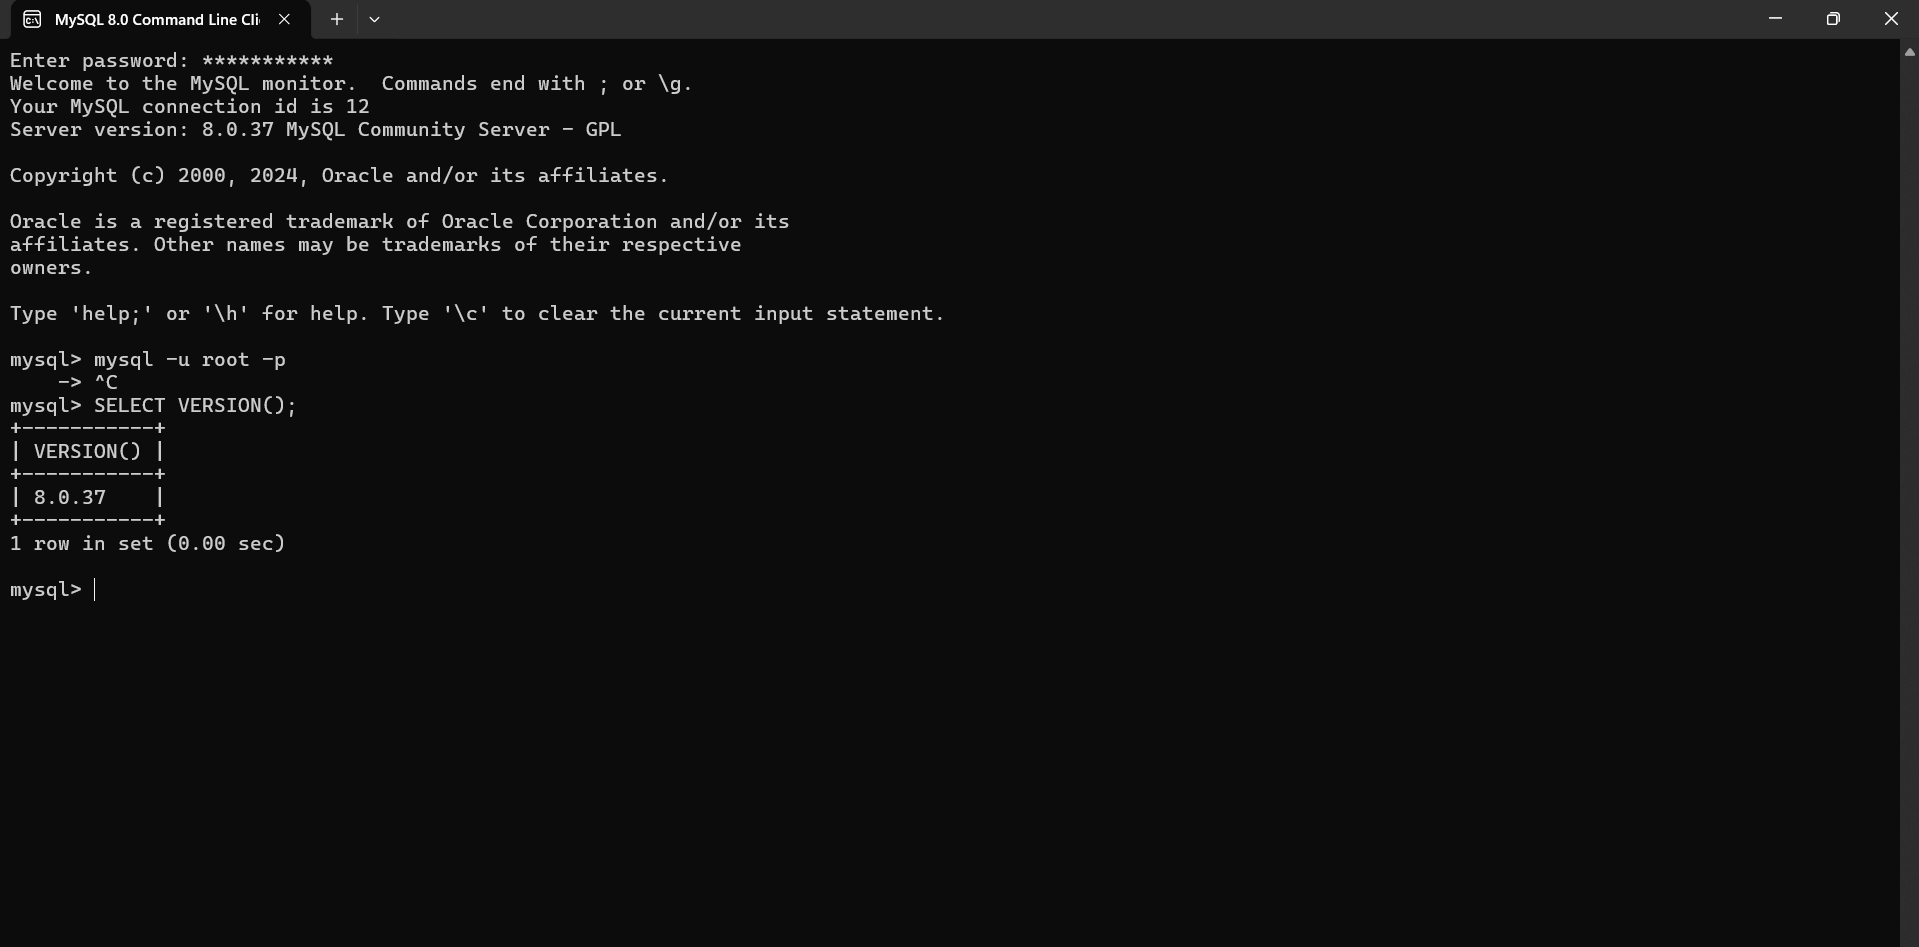 MySQL 8.0 Command Line Cli
Enter password: ***********
Welcome to the MySQL monitor.  Commands end with ; or \g.
Your MySQL connection id is 12
Server version: 8.0.37 MySQL Community Server - GPL
Copyright (c) 2000, 2024, Oracle and/or its affiliates.
Oracle is a registered trademark of Oracle Corporation and/or its
affiliates. Other names may be trademarks of their respective
owners.
Type 'help;' or '\h' for help. Type '\c' to clear the current input statement.
mysql> mysql -u root -p
    -> ^C
mysql> SELECT VERSION();
+-----------+
| VERSION() |
+-----------+
| 8.0.37    |
+-----------+
1 row in set (0.00 sec)
mysql>